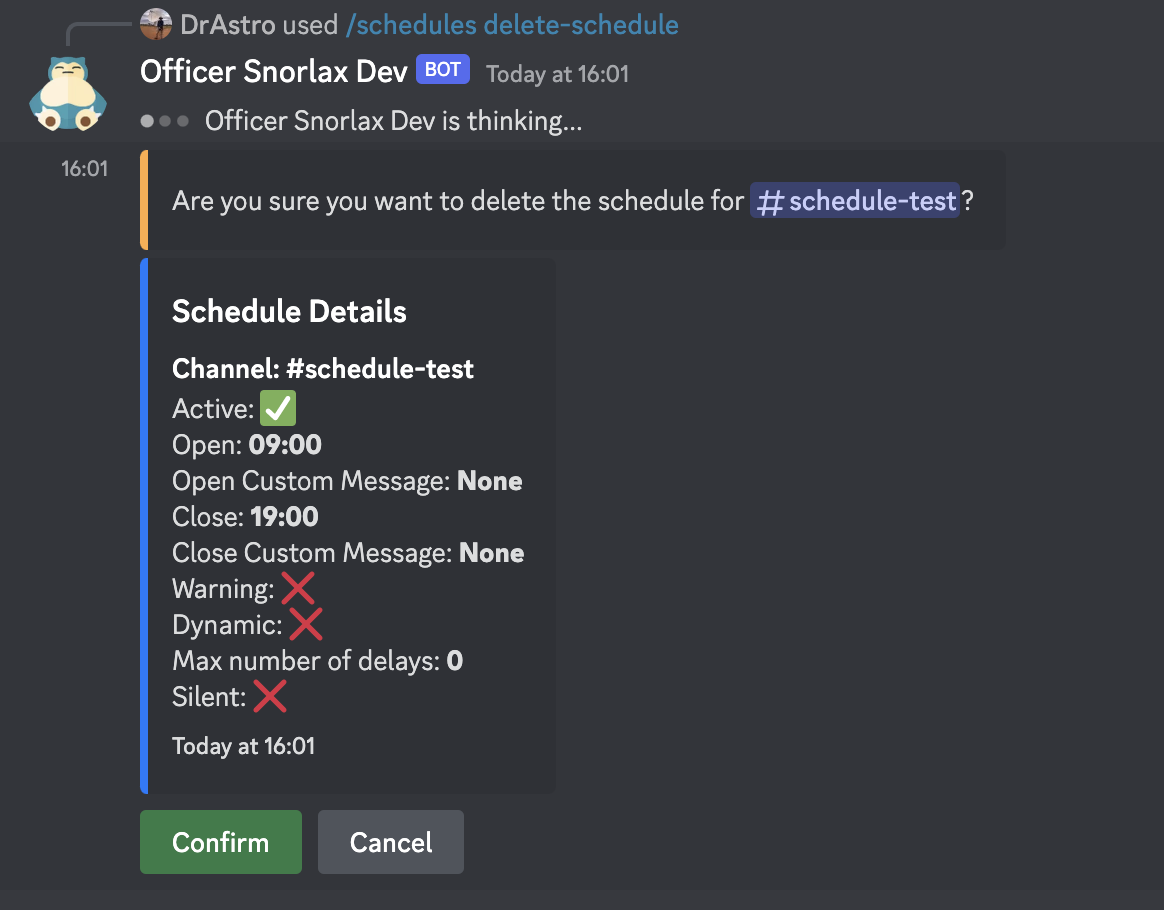 DrAstro used /schedules delete-schedule
Officer Snorlax Dev BOT Today at 16:01
Officer Snorlax Dev is thinking...
16:01
Are you sure you want to delete the schedule for #schedule-test?
Schedule Details
Channel: #schedule-test
Active: ✅
Open: 09:00
Open Custom Message: None
Close: 19:00
Close Custom Message: None
Warning: ❌
Dynamic: ❌
Max number of delays: 0
Silent: ❌
Today at 16:01
Confirm Cancel